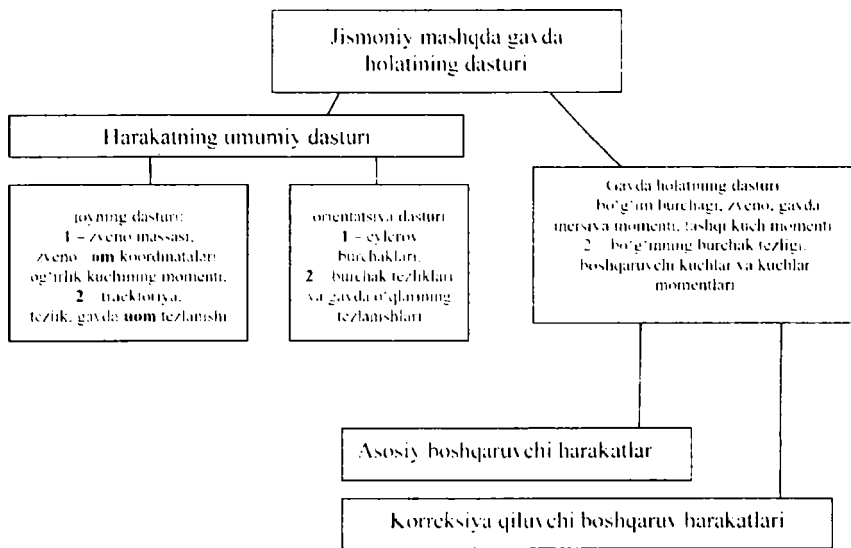 Jismoniy mashqda gavda
holatining dasturi
Harakatning umumiy dasturi
joyning dasturi:
1 – zveno massasi,
zveno uom koordinatalari
og‘irlik kuchining momenti,
2 – traektoriya,
tezlik, gavda uom tezlanishi
orientatsiya dasturi
1 – eylerov
burchaklari,
2 – burchak tezliklari
va gavda o‘qlarining
tezlanishlari
Gavda holatining dasturi
bo‘g‘im burchagi, zveno, gavda
inersiya momenti, tashqi kuch momenti
2 – bo‘g‘imning burchak tezligi,
boshqaruvchi kuchlar va kuchlar
momentlari
Asosiy boshqaruvchi harakatlar
Korreksiya qiluvchi boshqaruv harakatlari